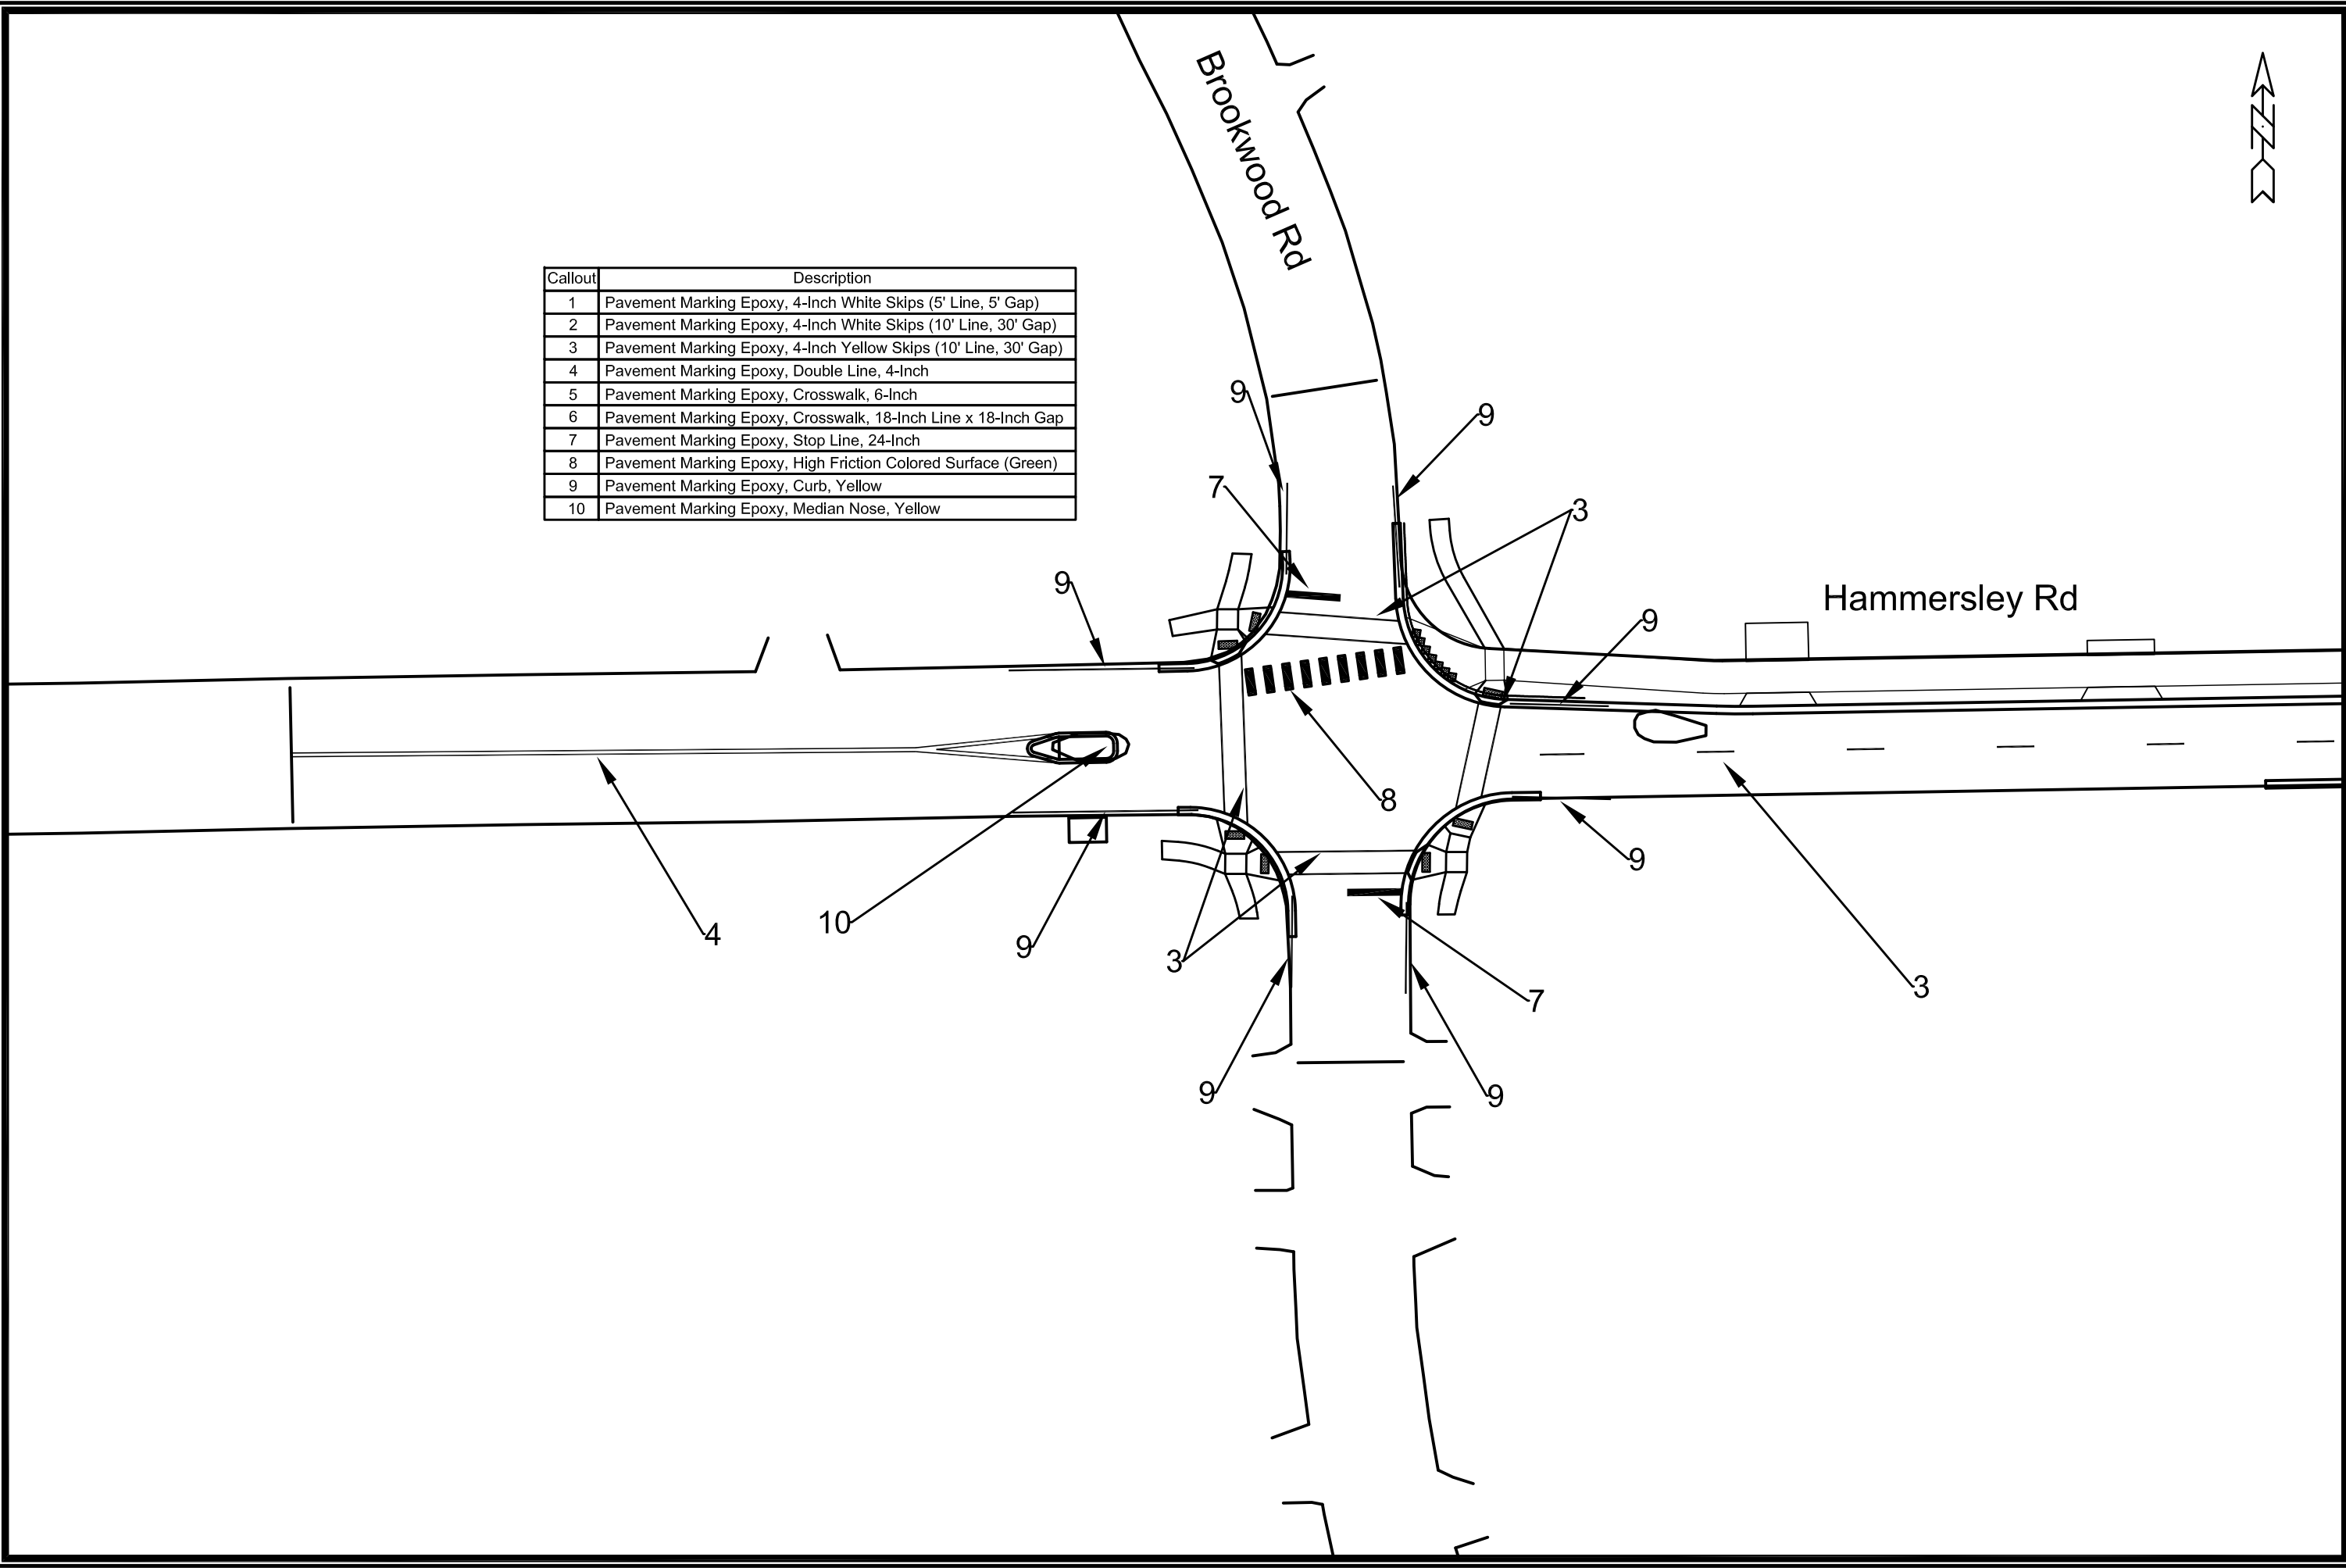 Brookwood Rd
N
Callout Description
1 Pavement Marking Epoxy, 4-Inch White Skips (5' Line, 5' Gap)
2 Pavement Marking Epoxy, 4-Inch White Skips (10' Line, 30' Gap)
3 Pavement Marking Epoxy, 4-Inch Yellow Skips (10' Line, 30' Gap)
4 Pavement Marking Epoxy, Double Line, 4-Inch
5 Pavement Marking Epoxy, Crosswalk, 6-Inch
6 Pavement Marking Epoxy, Crosswalk, 18-Inch Line x 18-Inch Gap
7 Pavement Marking Epoxy, Stop Line, 24-Inch
8 Pavement Marking Epoxy, High Friction Colored Surface (Green)
9 Pavement Marking Epoxy, Curb, Yellow
10 Pavement Marking Epoxy, Median Nose, Yellow
9
9
7
3
9
Hammersley Rd
9
8
9
10
4
9
3
3
7
9
9